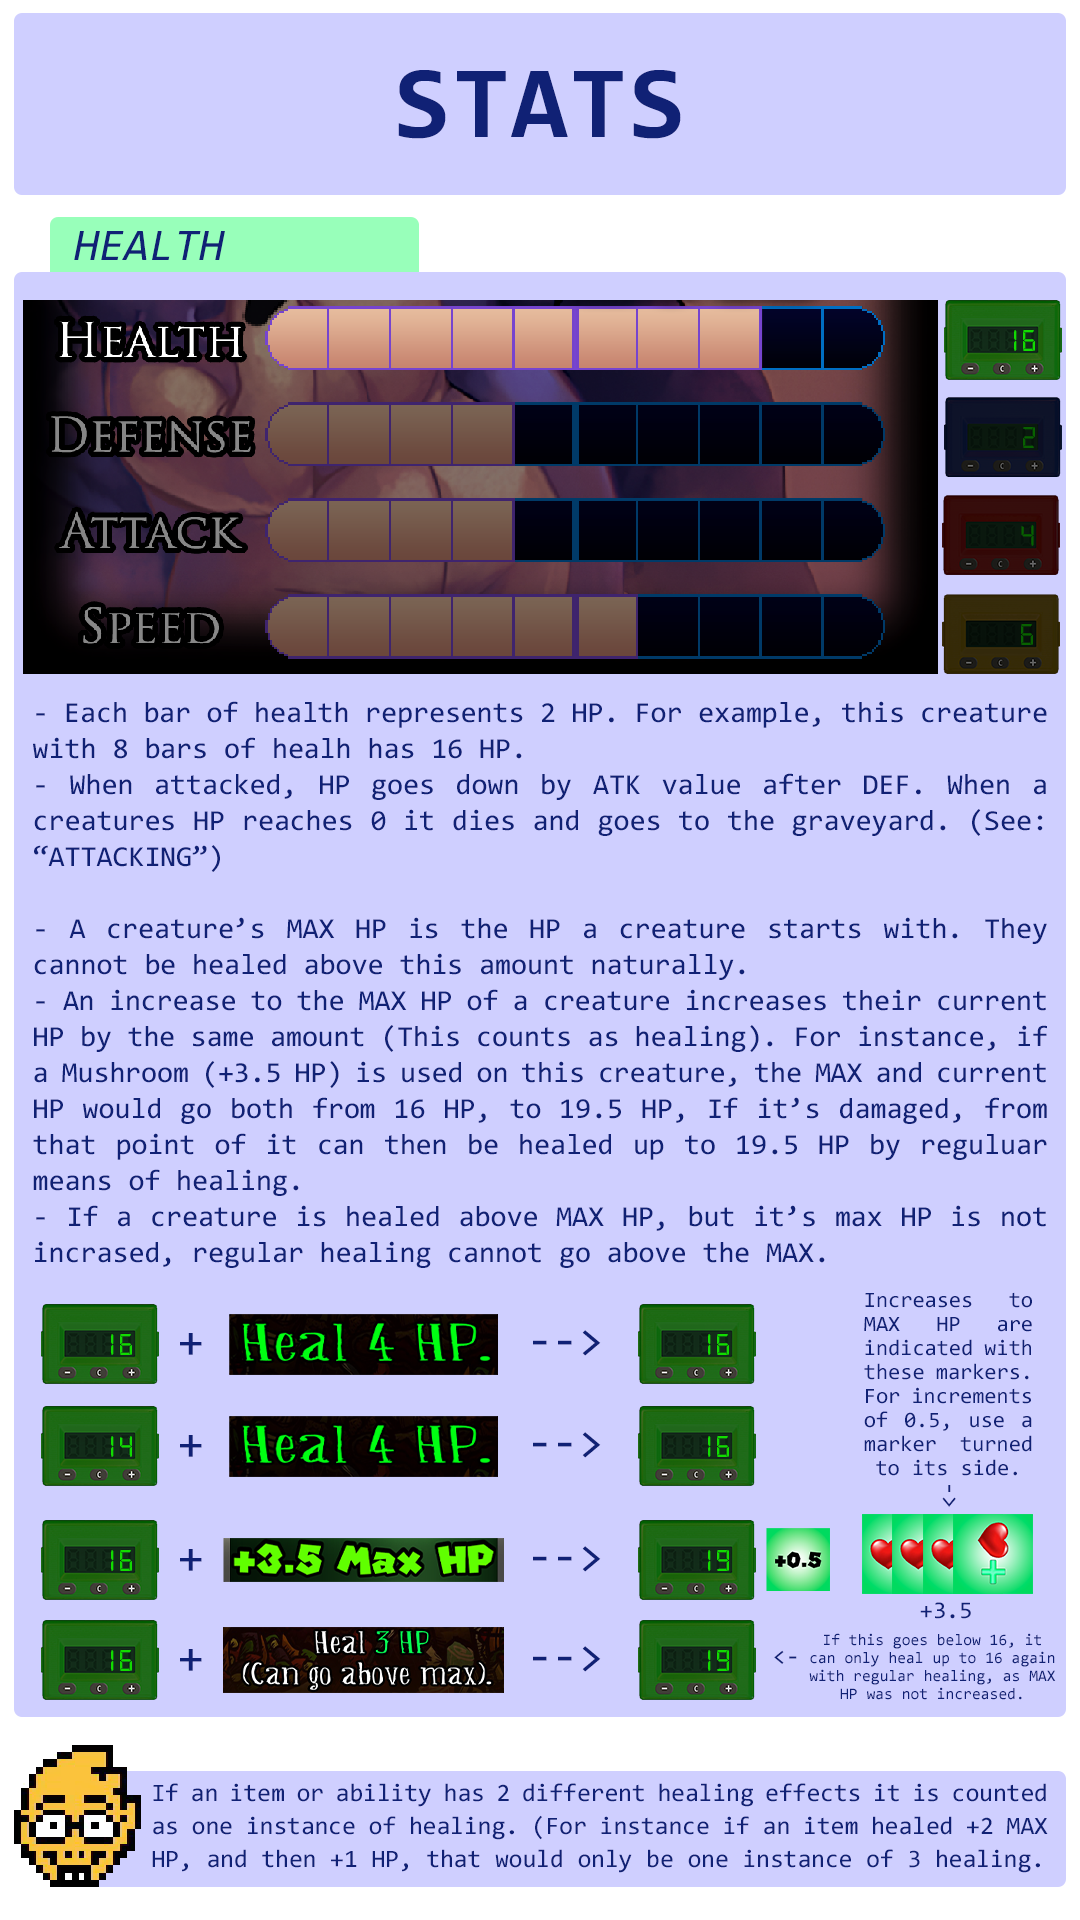 STATS
HEALTH
HEALTH
16
- C +
DEFENSE
2
- C +
ATTACK
4
- C +
SPEED
6
- C +
- Each bar of health represents 2 HP. For example, this creature
with 8 bars of healh has 16 HP.
- When attacked, HP goes down by ATK value after DEF. When a
creatures HP reaches 0 it dies and goes to the graveyard. (See:
“ATTACKING”)
- A creature’s MAX HP is the HP a creature starts with. They
cannot be healed above this amount naturally.
- An increase to the MAX HP of a creature increases their current
HP by the same amount (This counts as healing). For instance, if
a Mushroom (+3.5 HP) is used on this creature, the MAX and current
HP would go both from 16 HP, to 19.5 HP, If it’s damaged, from
that point of it can then be healed up to 19.5 HP by reguluar
means of healing.
- If a creature is healed above MAX HP, but it’s max HP is not
incrased, regular healing cannot go above the MAX.
16 + Heal 4 HP. --> 16
- C + - C +
14 + Heal 4 HP. --> 16
- C + - C +
Increases to
MAX HP are
indicated with
these markers.
For increments
of 0.5, use a
marker turned
to its side.
16 + +3.5 Max HP --> 19 +0.5
- C + - C +
+3.5
16 + Heal 3 HP
(Can go above max). --> 19
- C + - C +
<- If this goes below 16, it
can only heal up to 16 again
with regular healing, as MAX
HP was not increased.
If an item or ability has 2 different healing effects it is counted
as one instance of healing. (For instance if an item healed +2 MAX
HP, and then +1 HP, that would only be one instance of 3 healing.